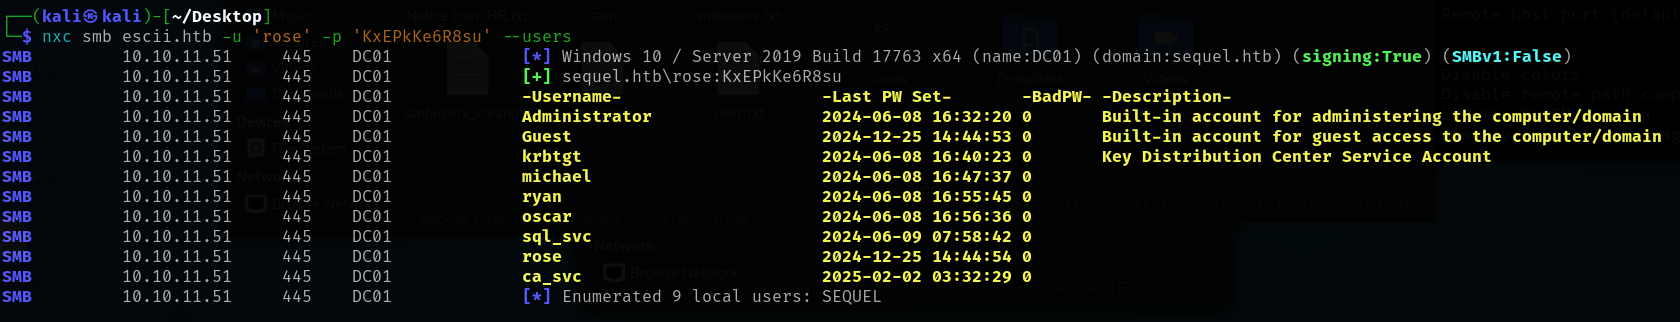 ┌──(kali㉿kali)-[~/Desktop]
└─$ nxc smb escii.htb -u 'rose' -p 'KxEPkKe6R8su' --users
SMB 10.10.11.51 445 DC01 [*] Windows 10 / Server 2019 Build 17763 x64 (name:DC01) (domain:sequel.htb) (signing:True) (SMBv1:False)
SMB 10.10.11.51 445 DC01 [+] sequel.htb\rose:KxEPkKe6R8su
SMB 10.10.11.51 445 DC01 -Username- -Last PW Set- -BadPW- -Description-
SMB 10.10.11.51 445 DC01 Administrator 2024-06-08 16:32:20 0 Built-in account for administering the computer/domain
SMB 10.10.11.51 445 DC01 Guest 2024-12-25 14:44:53 0 Built-in account for guest access to the computer/domain
SMB 10.10.11.51 445 DC01 krbtgt 2024-06-08 16:40:23 0 Key Distribution Center Service Account
SMB 10.10.11.51 445 DC01 michael 2024-06-08 16:47:37 0
SMB 10.10.11.51 445 DC01 ryan 2024-06-08 16:55:45 0
SMB 10.10.11.51 445 DC01 oscar 2024-06-08 16:56:36 0
SMB 10.10.11.51 445 DC01 sql_svc 2024-06-09 07:58:42 0
SMB 10.10.11.51 445 DC01 rose 2024-12-25 14:44:54 0
SMB 10.10.11.51 445 DC01 ca_svc 2025-02-02 03:32:29 0
SMB 10.10.11.51 445 DC01 [*] Enumerated 9 local users: SEQUEL